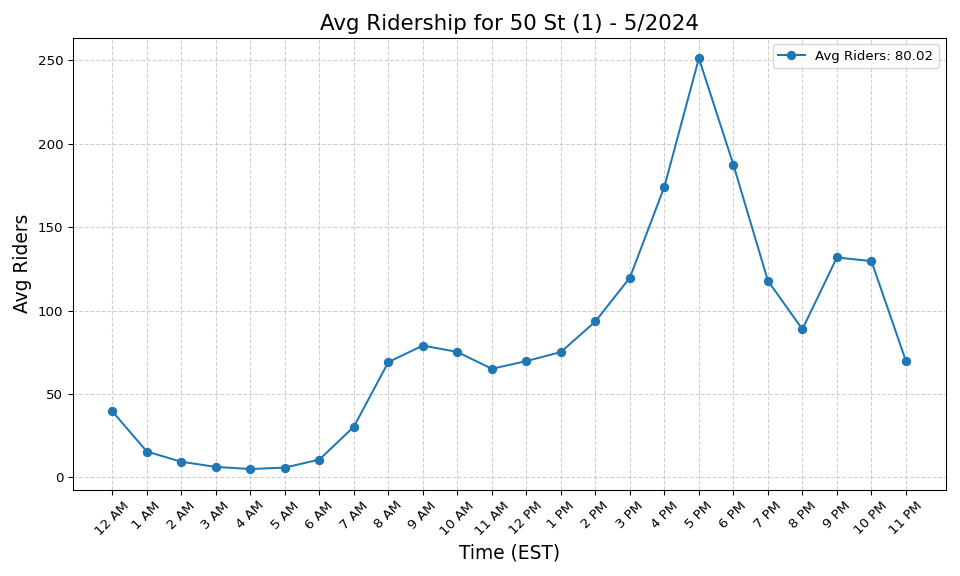 Avg Ridership for 50 St (1) - 5/2024
Avg Riders: 80.02
Avg Riders
250
200
150
100
50
0
12 AM 1 AM 2 AM 3 AM 4 AM 5 AM 6 AM 7 AM 8 AM 9 AM 10 AM 11 AM 12 PM 1 PM 2 PM 3 PM 4 PM 5 PM 6 PM 7 PM 8 PM 9 PM 10 PM 11 PM
Time (EST)